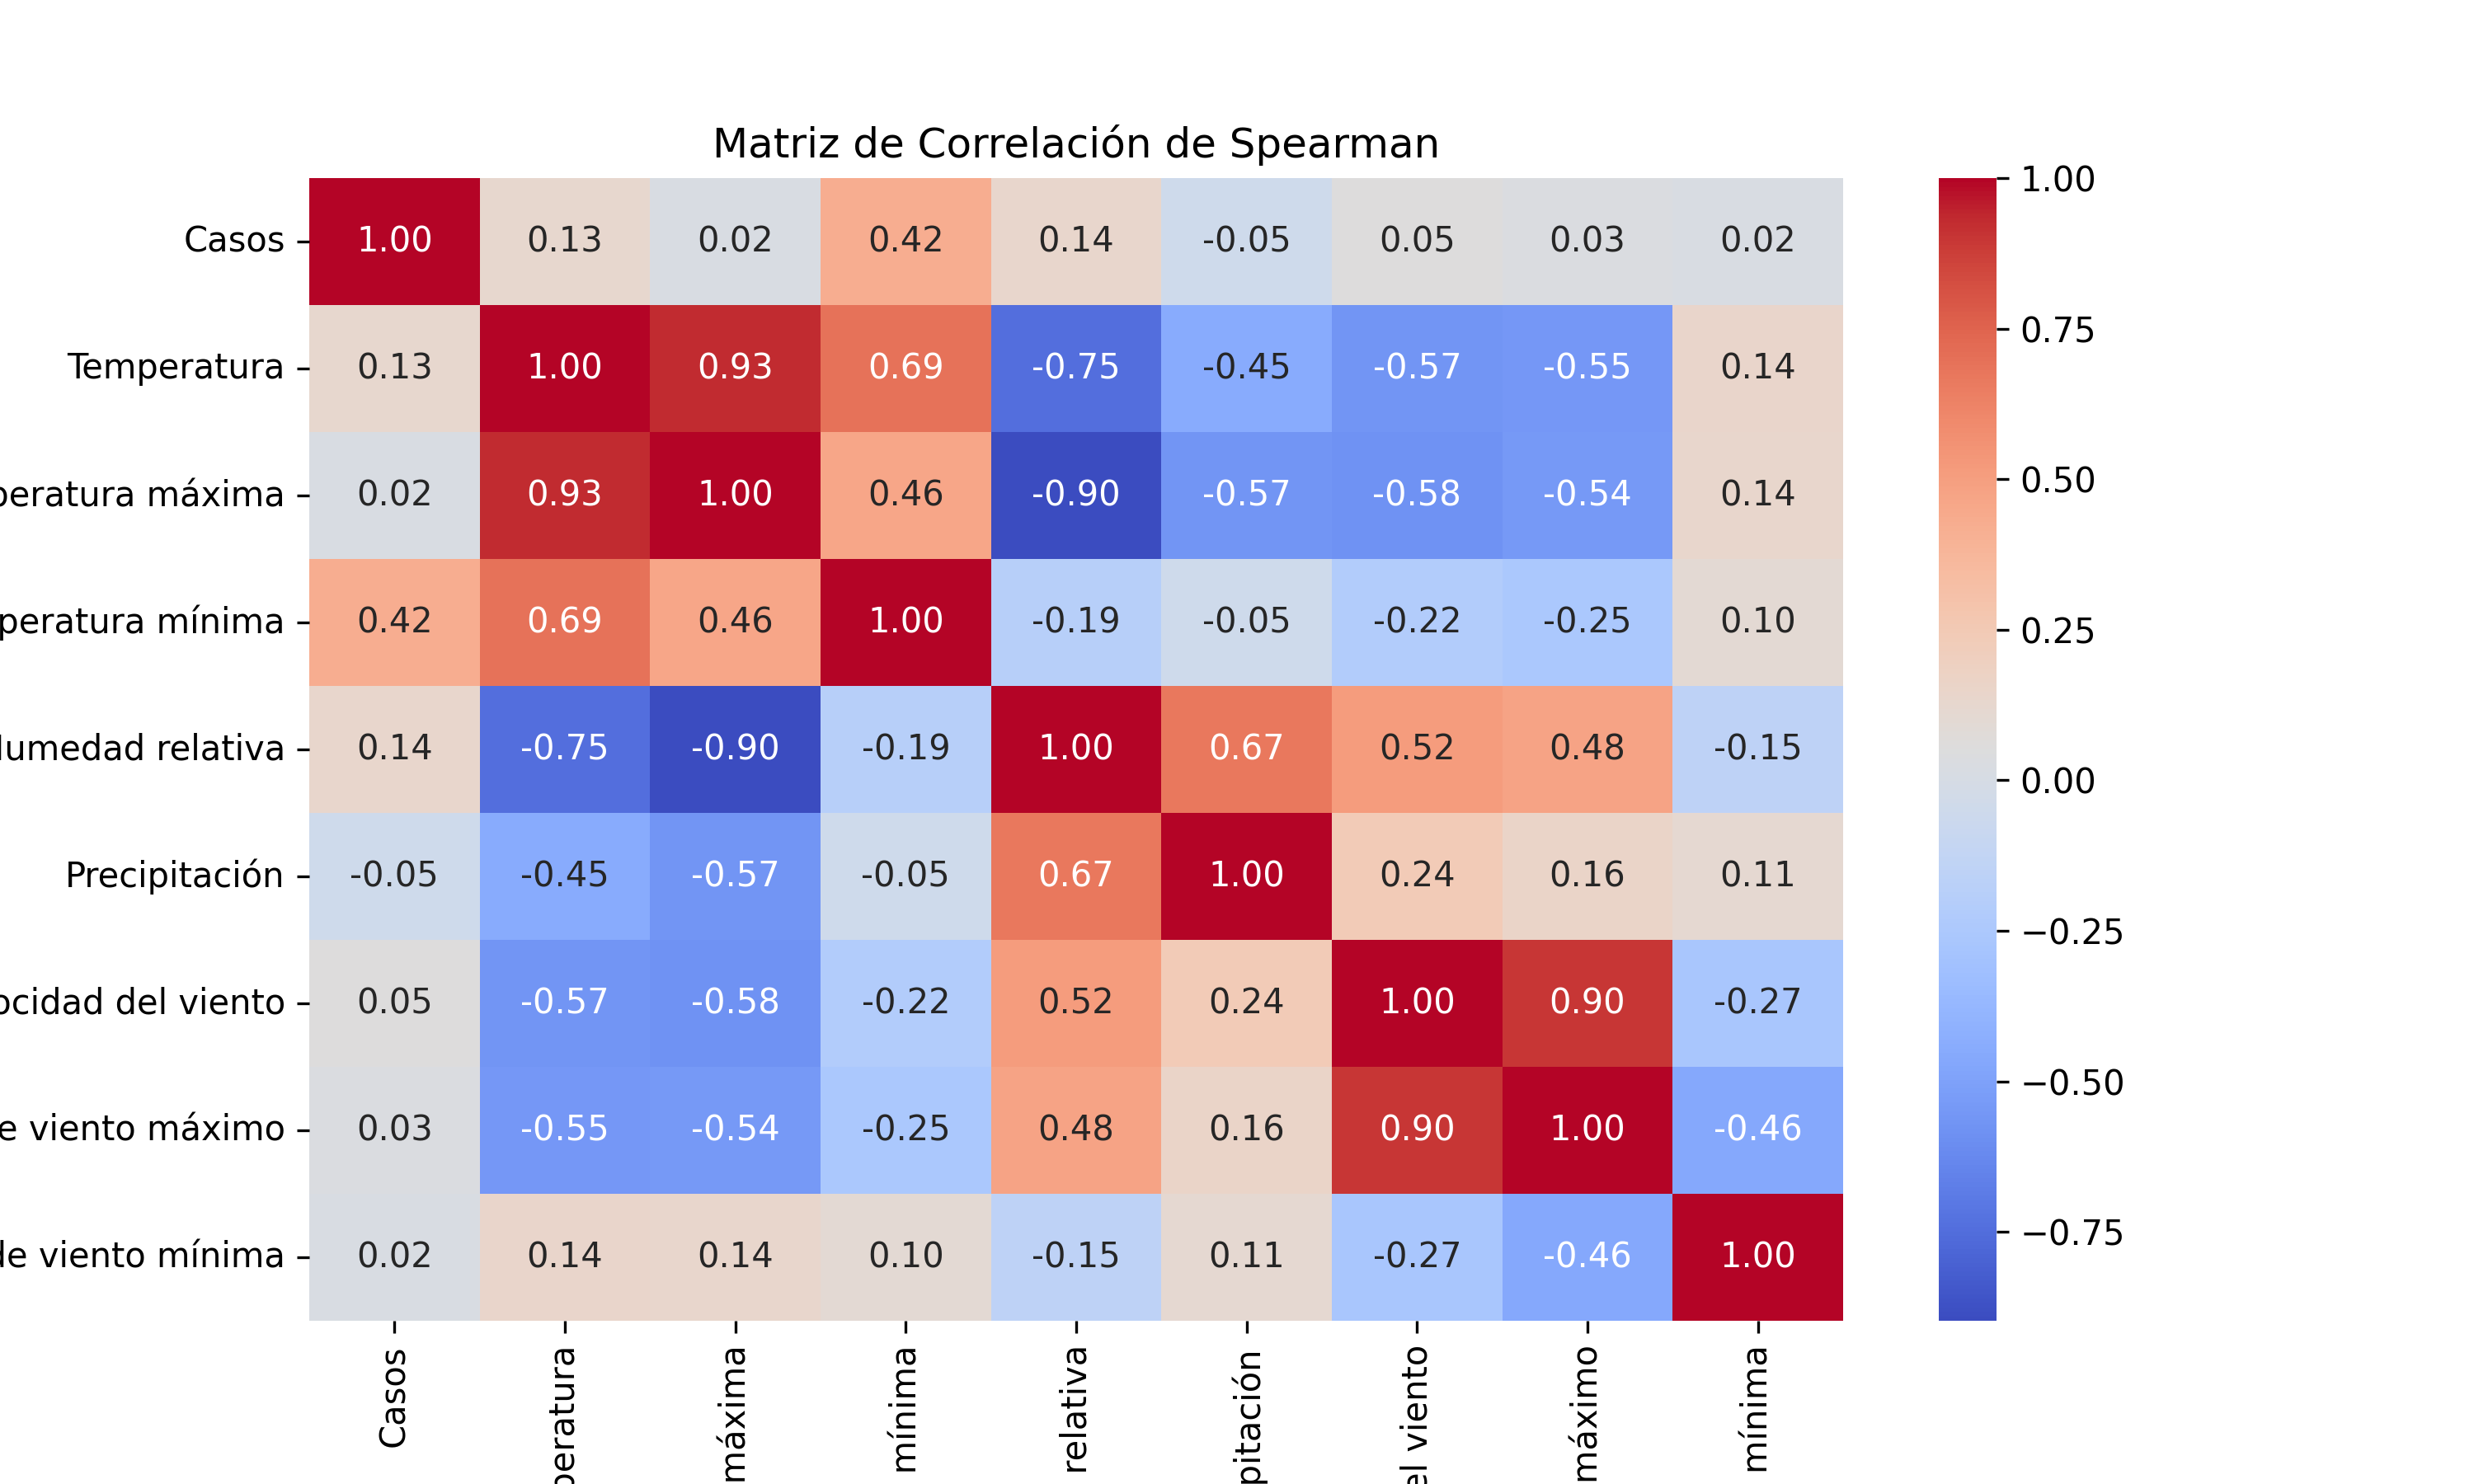 Matriz de Correlación de Spearman
Casos 1.00 0.13 0.02 0.42 0.14 -0.05 0.05 0.03 0.02
Temperatura 0.13 1.00 0.93 0.69 -0.75 -0.45 -0.57 -0.55 0.14
peratura máxima 0.02 0.93 1.00 0.46 -0.90 -0.57 -0.58 -0.54 0.14
peratura mínima 0.42 0.69 0.46 1.00 -0.19 -0.05 -0.22 -0.25 0.10
umedad relativa 0.14 -0.75 -0.90 -0.19 1.00 0.67 0.52 0.48 -0.15
Precipitación -0.05 -0.45 -0.57 -0.05 0.67 1.00 0.24 0.16 0.11
ocidad del viento 0.05 -0.57 -0.58 -0.22 0.52 0.24 1.00 0.90 -0.27
e viento máximo 0.03 -0.55 -0.54 -0.25 0.48 0.16 0.90 1.00 -0.46
de viento mínima 0.02 0.14 0.14 0.10 -0.15 0.11 -0.27 -0.46 1.00
Casos
peratura
máxima
mínima
relativa
pitación
el viento
máximo
mínima
1.00
0.75
0.50
0.25
0.00
−0.25
−0.50
−0.75